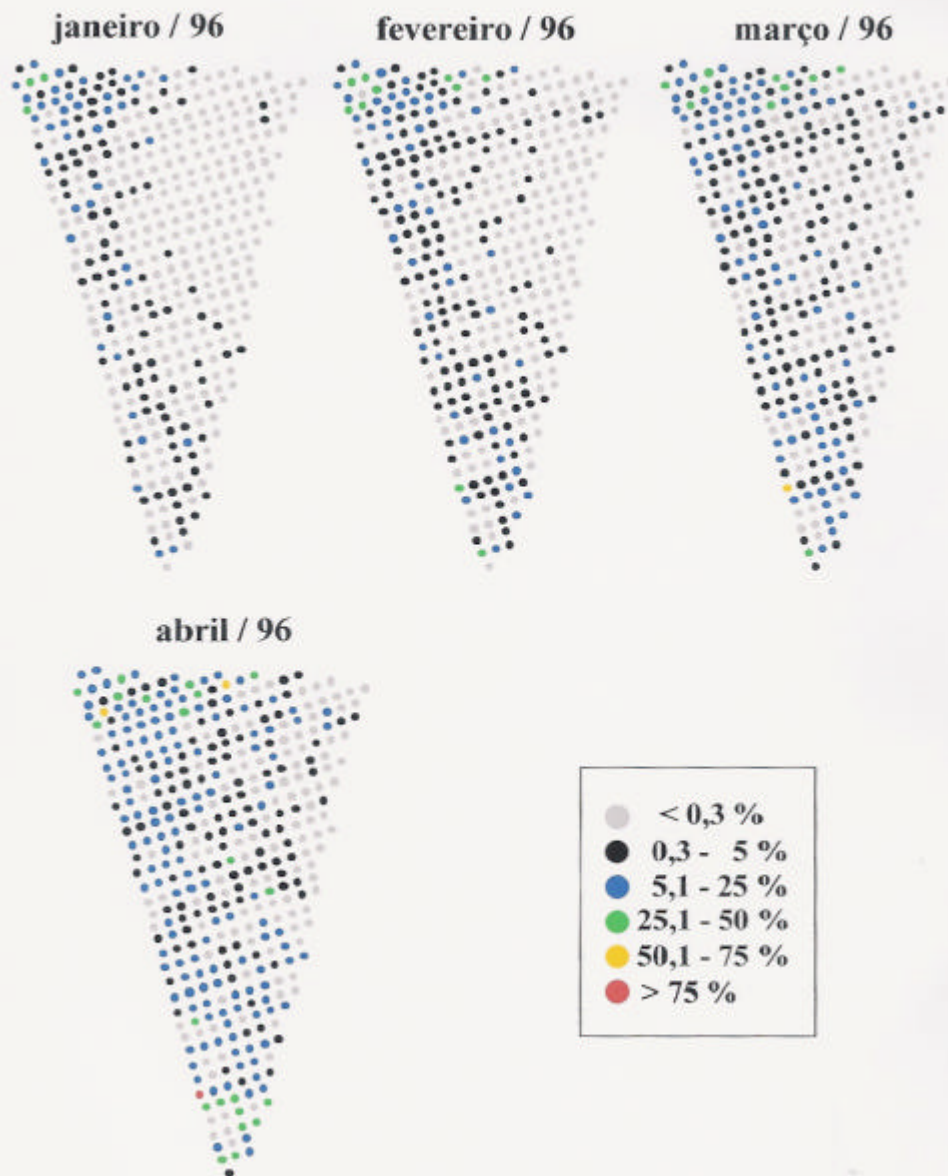 janeiro / 96
fevereiro / 96
março / 96
abril / 96
< 0,3 %
0,3 - 5 %
5,1 - 25 %
25,1 - 50 %
50,1 - 75 %
> 75 %